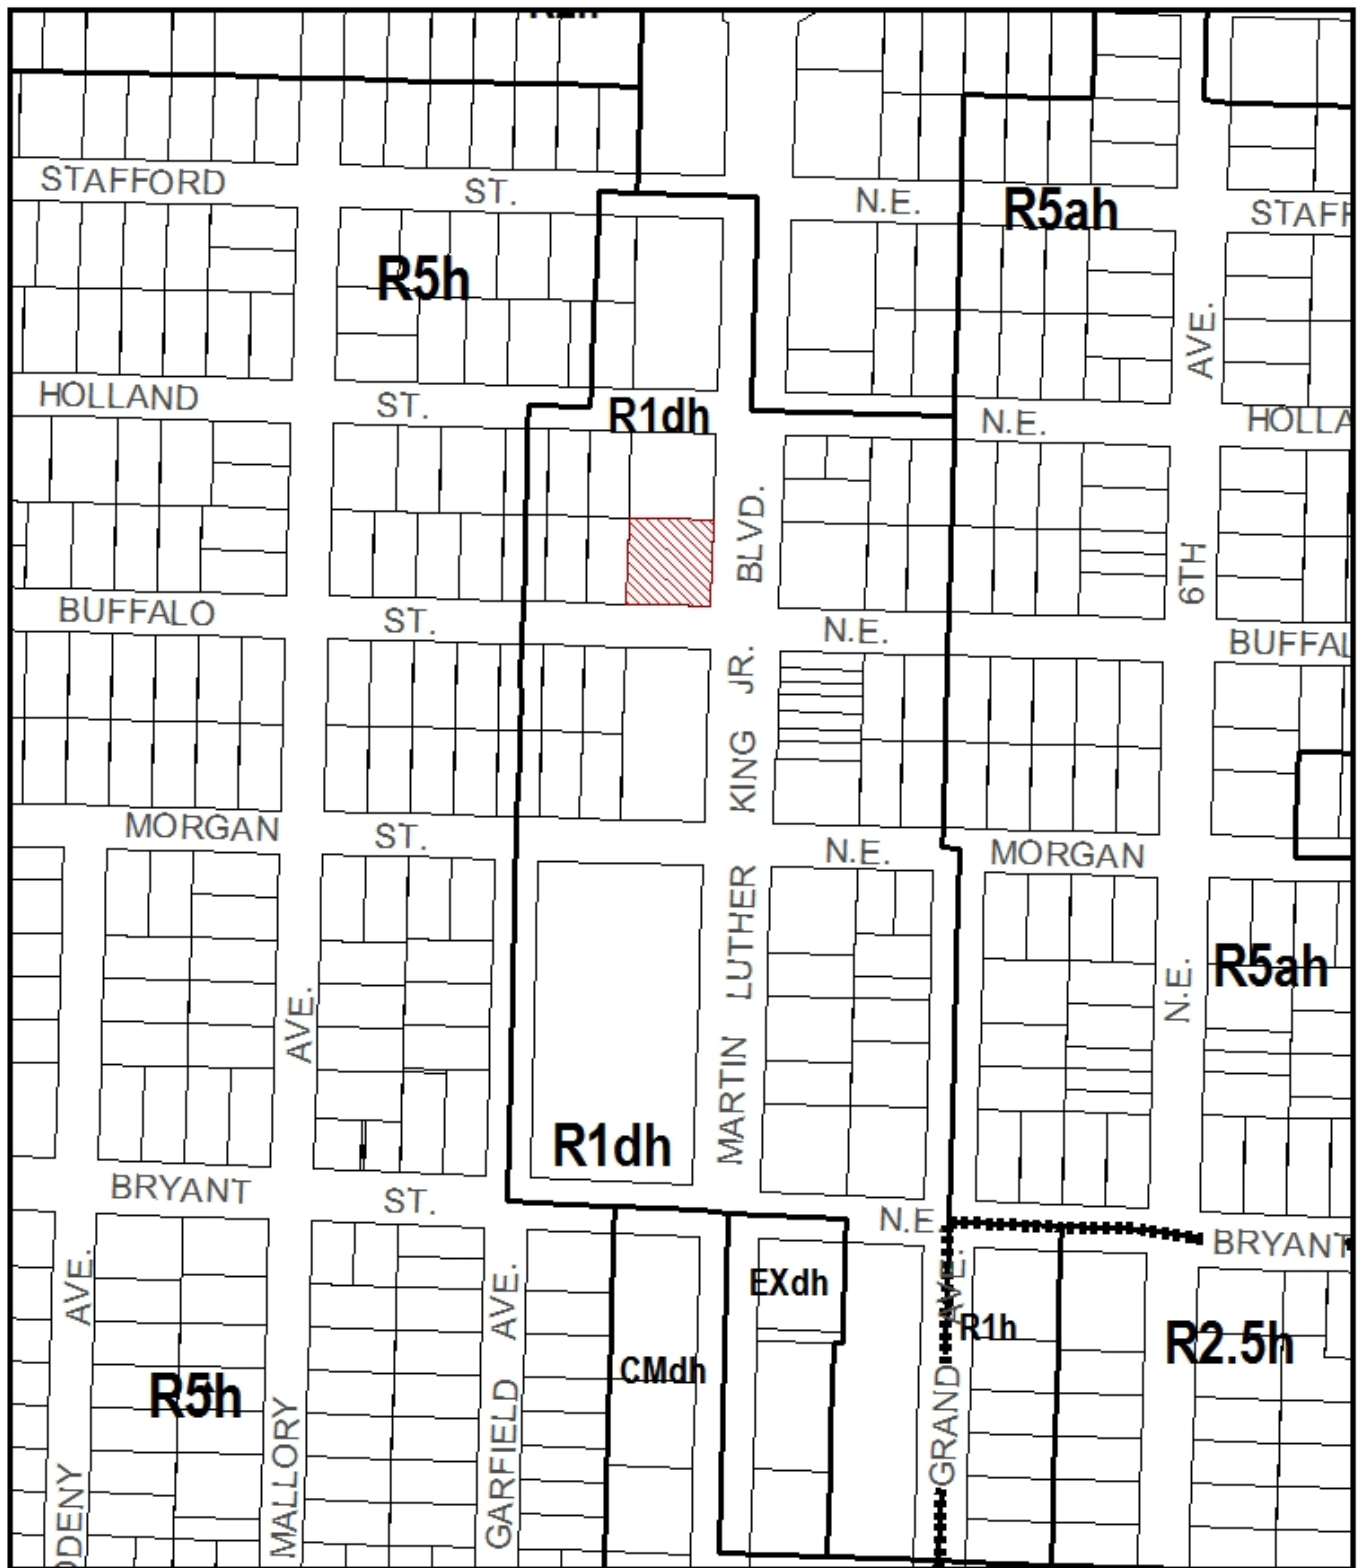 STAFFORD ST. N.E. R5ah STAFF
R5h
AVE.
HOLLAND ST. R1dh N.E. HOLLA
BLVD.
6TH
BUFFALO ST. N.E. BUFFAL
JR.
KING
MORGAN ST. N.E. MORGAN
LUTHER
R5ah
N.E.
AVE.
MARTIN
R1dh
BRYANT ST. N.E. BRYANT
AVE.
AVE.
AVE.
EXdh
R1h
R2.5h
CMdh
R5h
GRAND
GARFIELD
MALLORY
DENY